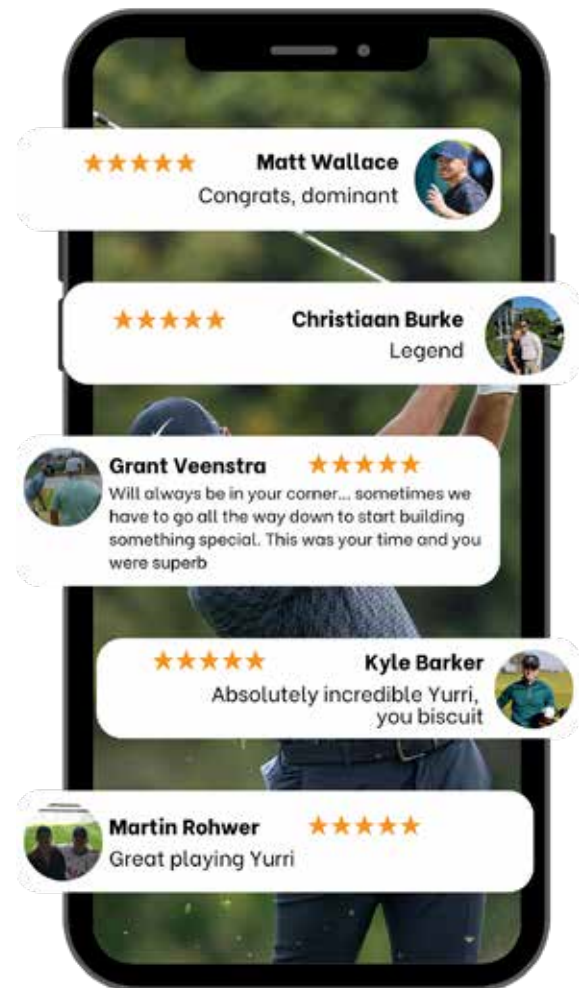 Matt Wallace
Congrats, dominant
Christiaan Burke
Legend
Grant Veenstra
Will always be in your corner... sometimes we
have to go all the way down to start building
something special. This was your time and you
were superb
Kyle Barker
Absolutely incredible Yurri,
you biscuit
Martin Rohwer
Great playing Yurri